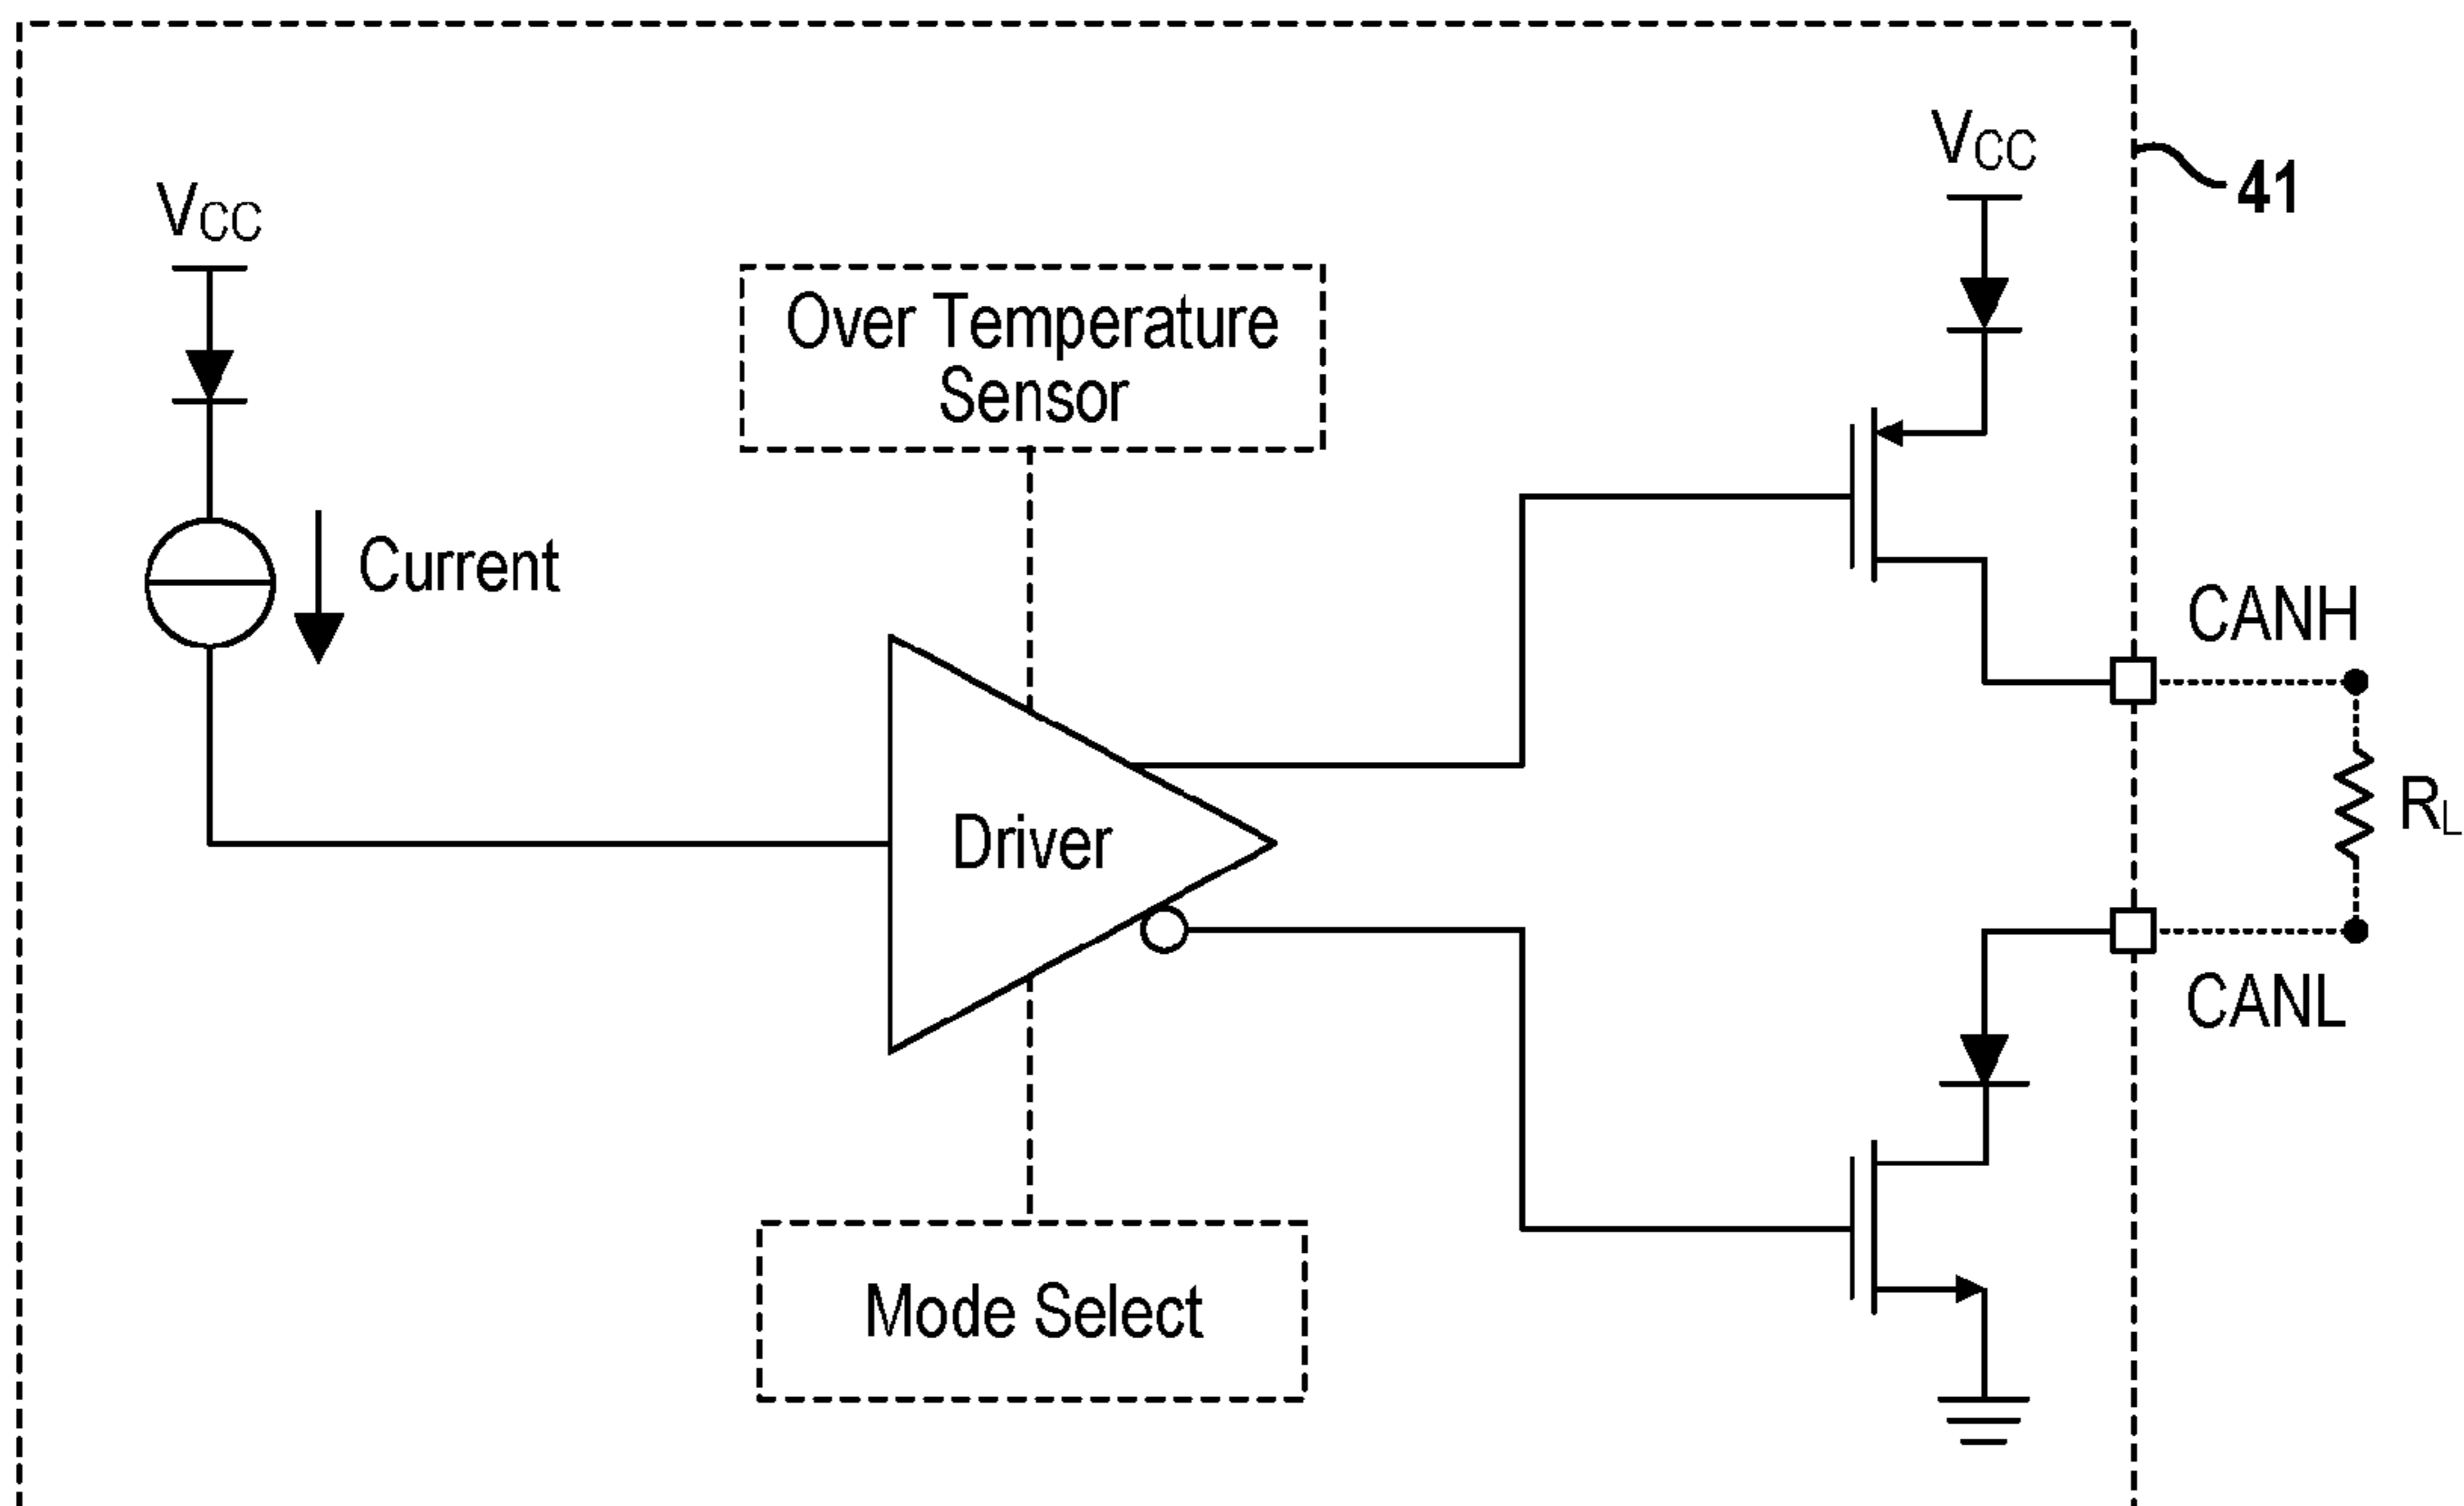 VCC
VCC
41
Over Temperature
Sensor
Current
CANH
Driver
RL
CANL
Mode Select